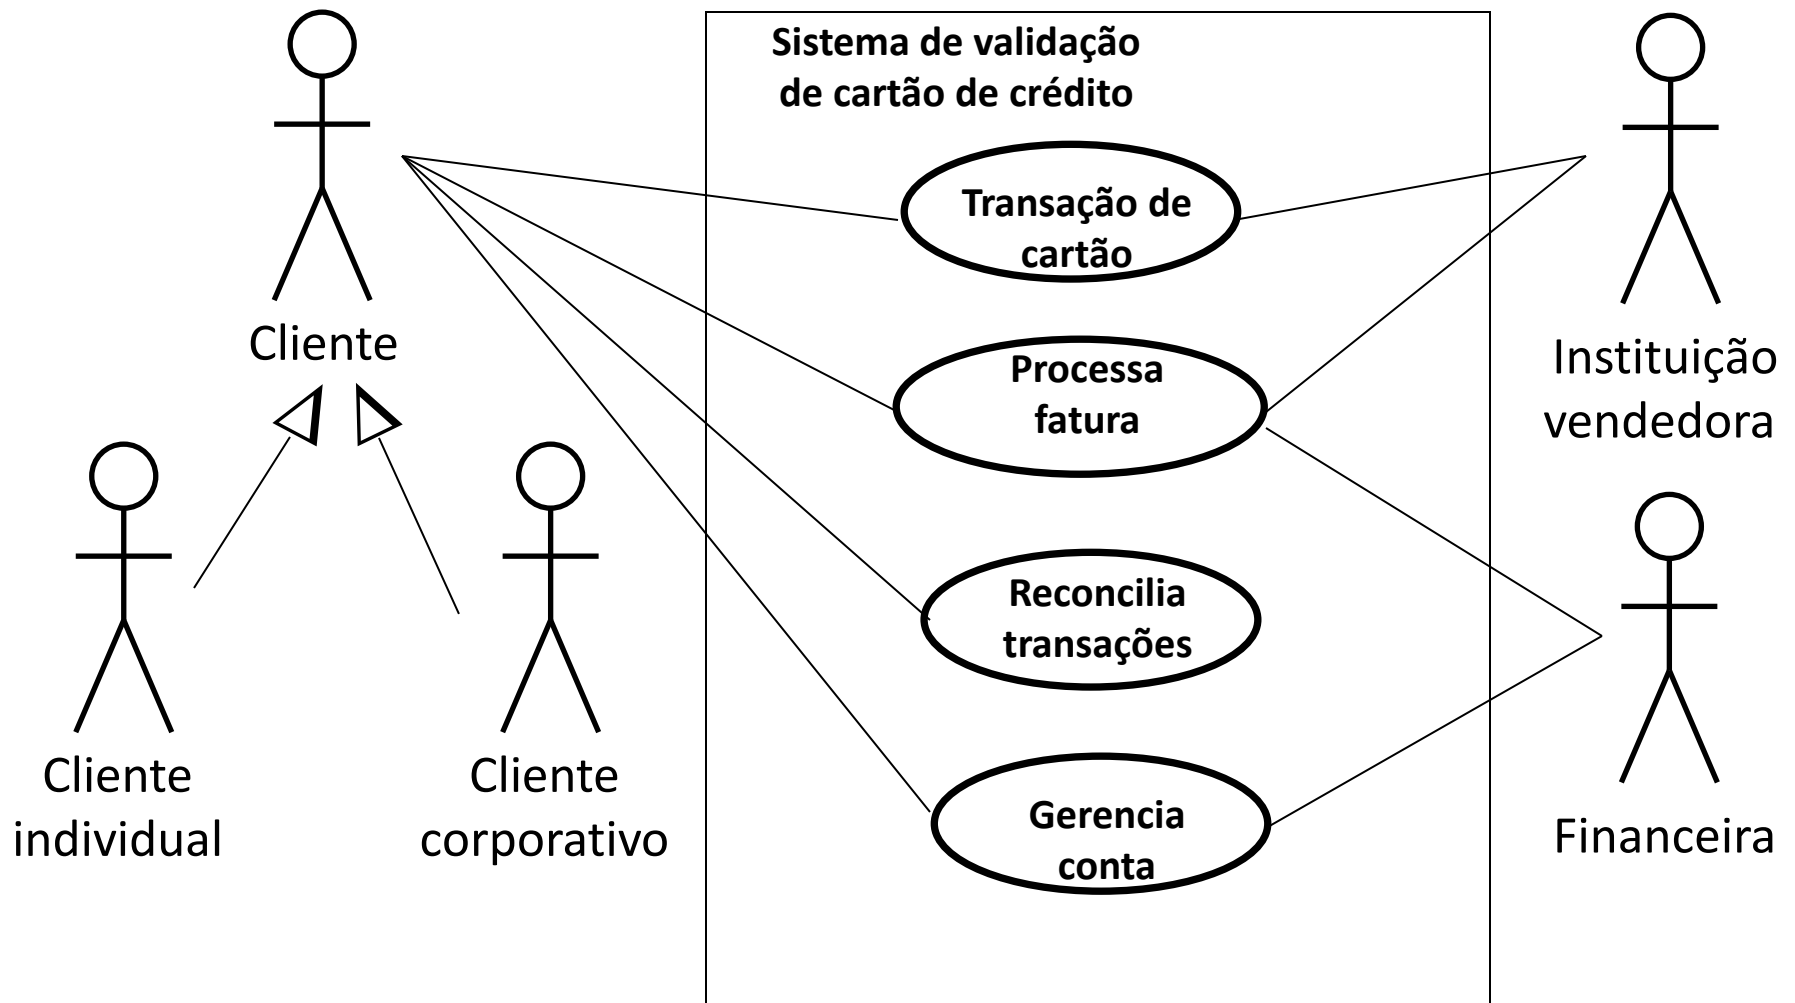 Sistema de validação
de cartão de crédito
Transação de
cartão
Cliente
Instituição
vendedora
Processa
fatura
Reconcilia
transações
Cliente
individual
Cliente
corporativo
Gerencia
conta
Financeira